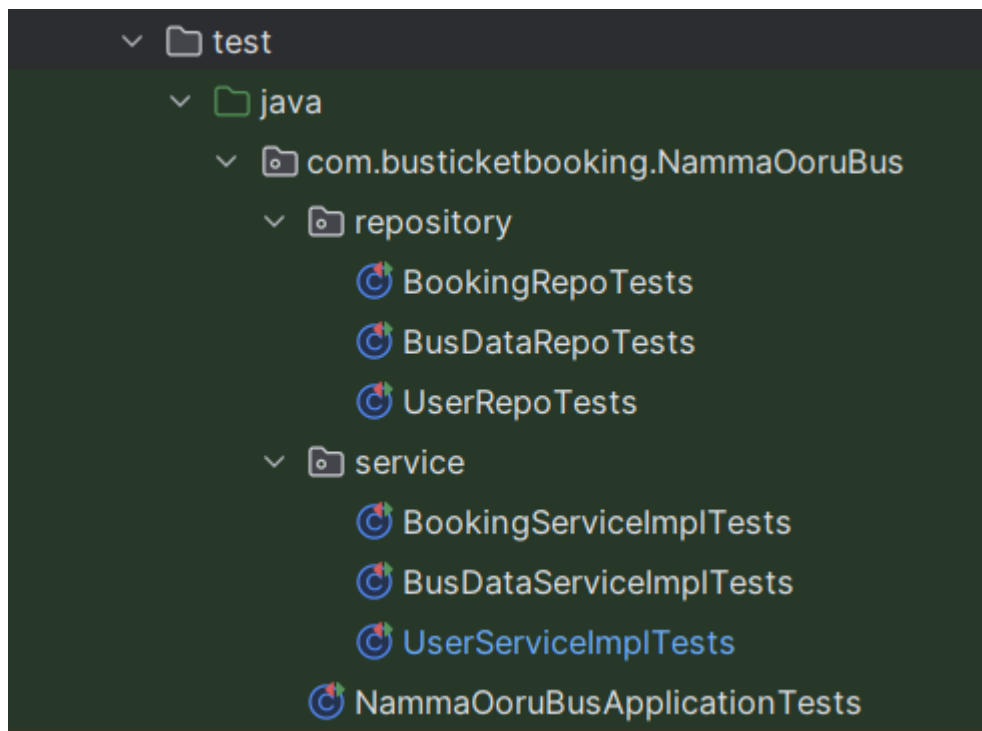 test
java
com.busticketbooking.NammaOoruBus
repository
BookingRepoTests
BusDataRepoTests
UserRepoTests
service
BookingServiceImplTests
BusDataServiceImplTests
UserServiceImplTests
NammaOoruBusApplicationTests